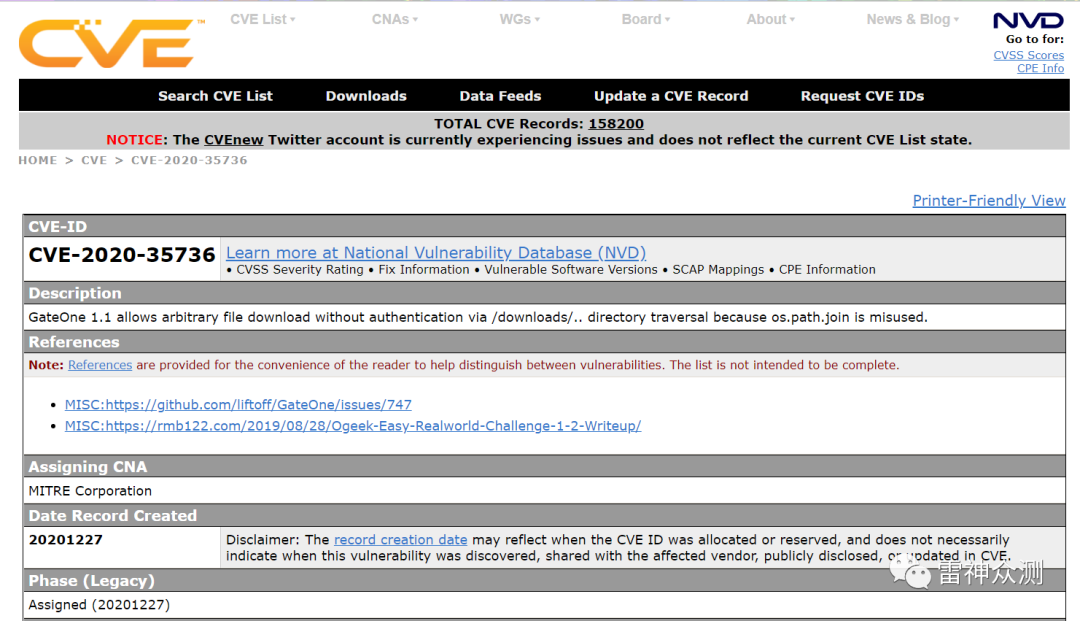 CVE™
CVE List▾ CNAs▾ WGs▾ Board▾ About▾ News & Blog▾
NVD
Go to for:
CVSS Scores
CPE Info
Search CVE List Downloads Data Feeds Update a CVE Record Request CVE IDs
TOTAL CVE Records: 158200
NOTICE: The CVEnew Twitter account is currently experiencing issues and does not reflect the current CVE List state.
HOME > CVE > CVE-2020-35736
Printer-Friendly View
CVE-ID
CVE-2020-35736 Learn more at National Vulnerability Database (NVD)
• CVSS Severity Rating • Fix Information • Vulnerable Software Versions • SCAP Mappings • CPE Information
Description
GateOne 1.1 allows arbitrary file download without authentication via /downloads/.. directory traversal because os.path.join is misused.
References
Note: References are provided for the convenience of the reader to help distinguish between vulnerabilities. The list is not intended to be complete.
• MISC:https://github.com/liftoff/GateOne/issues/747
• MISC:https://rmb122.com/2019/08/28/Ogeek-Easy-Realworld-Challenge-1-2-Writeup/
Assigning CNA
MITRE Corporation
Date Record Created
20201227 Disclaimer: The record creation date may reflect when the CVE ID was allocated or reserved, and does not necessarily
indicate when this vulnerability was discovered, shared with the affected vendor, publicly disclosed, or updated in CVE.
Phase (Legacy)
雷神众测
Assigned (20201227)